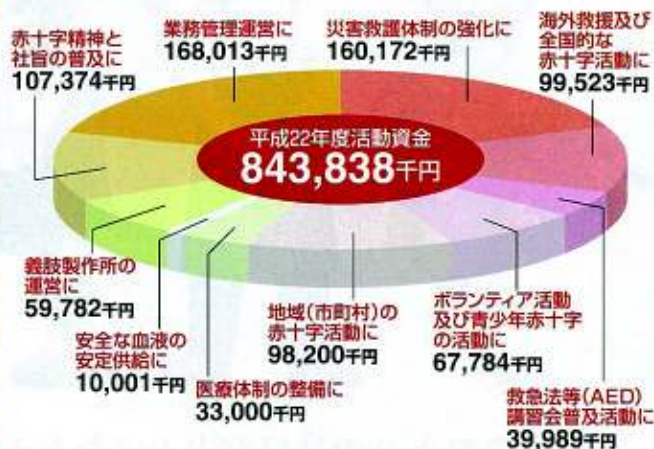 赤十字精神と
社旨の普及に
107,374千円
業務管理運営に
168,013千円
災害救護体制の強化に
160,172千円
海外救援及び
全国的な
赤十字活動に
99,523千円
平成22年度活動資金
843,838千円
義肢製作所の
運営に
59,782千円
安全な血液の
安定供給に
10,001千円
医療体制の整備に
33,000千円
地域(市町村)の
赤十字活動に
98,200千円
ボランティア活動
及び青少年赤十字
の活動に
67,784千円
救急法等(AED)
講習会普及活動に
39,989千円